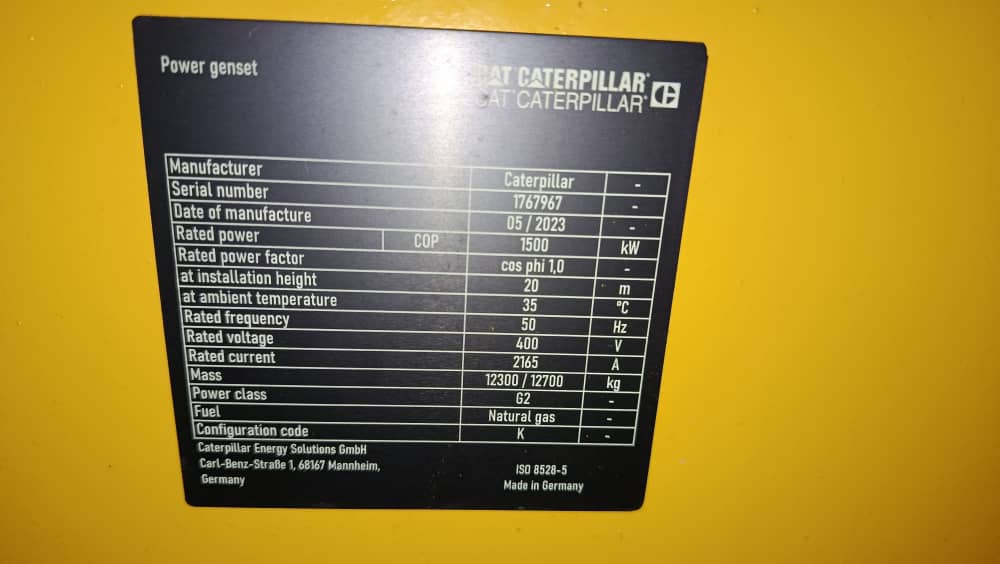 Power genset
CAT CATERPILLAR
CAT CATERPILLAR
Manufacturer Caterpillar -
Serial number 1767967 -
Date of manufacture 05 / 2023 -
Rated power COP 1500 kW
Rated power factor cos phi 1,0 -
at installation height 20 m
at ambient temperature 35 °C
Rated frequency 50 Hz
Rated voltage 400 V
Rated current 2165 A
Mass 12300 / 12700 kg
Power class G2 -
Fuel Natural gas -
Configuration code K -
Caterpillar Energy Solutions GmbH
Carl-Benz-Straße 1, 68167 Mannheim,
Germany
ISO 8528-5
Made in Germany